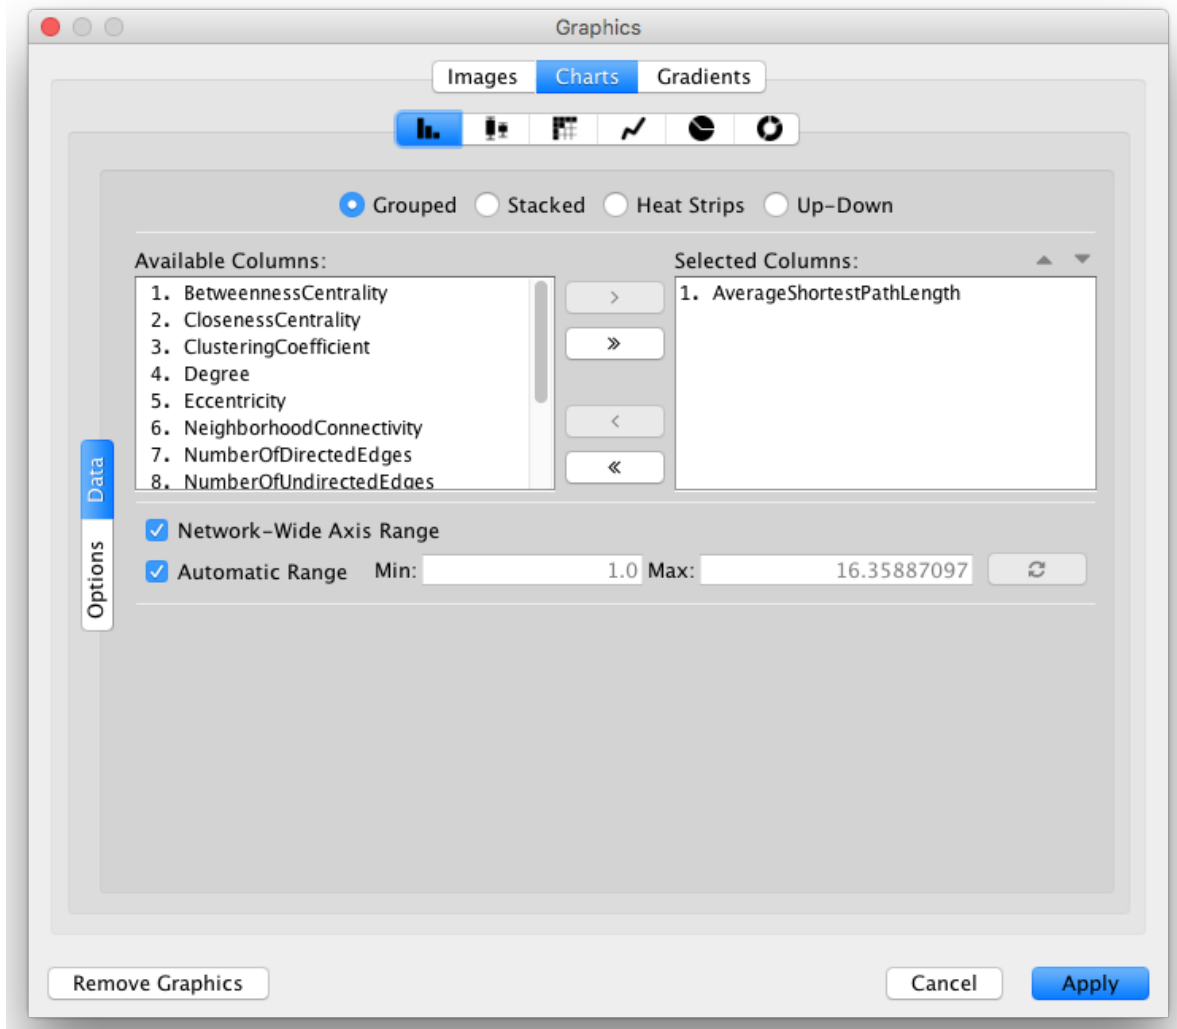 Graphics
Images Charts Gradients
Grouped Stacked Heat Strips Up-Down
Available Columns: Selected Columns:
1. BetweennessCentrality
2. ClosenessCentrality
3. ClusteringCoefficient
4. Degree
5. Eccentricity
6. NeighborhoodConnectivity
7. NumberOfDirectedEdges
8. NumberOfUndirectedEdges
>
»
<
«
1. AverageShortestPathLength
Data
Options
Network-Wide Axis Range
Automatic Range Min: 1.0 Max: 16.35887097
Remove Graphics Cancel Apply